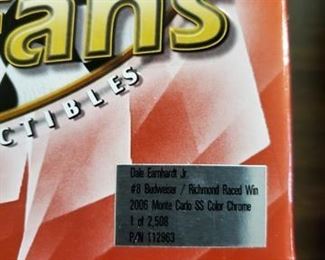 ans
CTIBLES
Dale Earnhardt Jr.
#8 Budweiser / Richmond Raced Win
2006 Monte Carlo SS Color Chrome
1 of 2,508
P/N 112863